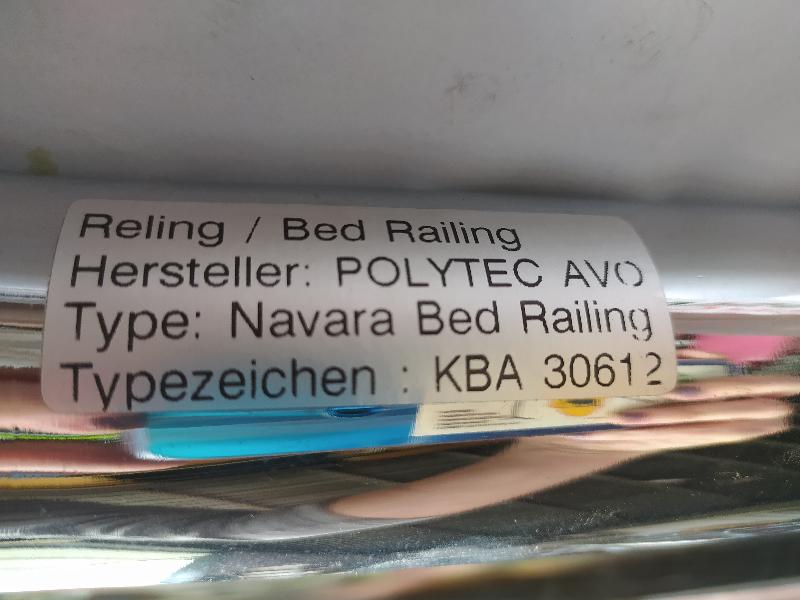 Reling / Bed Railing
Hersteller: POLYTEC AVO
Type: Navara Bed Railing
Typezeichen : KBA 30612